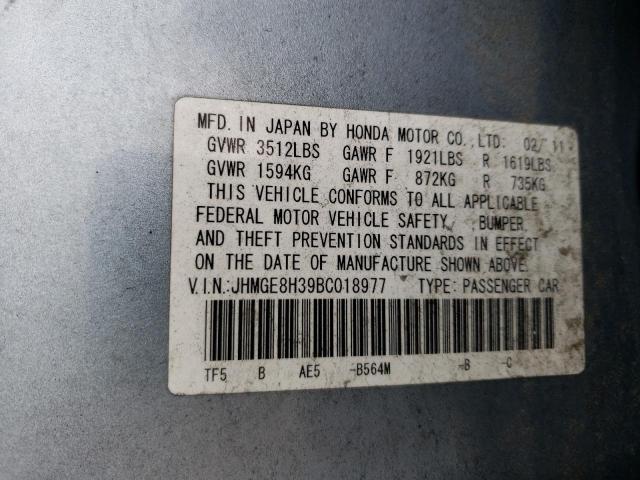 MFD. IN JAPAN BY HONDA MOTOR CO., LTD: 02/11
GVWR 3512LBS GAWR F 1921LBS R 1619LBS
GVWR 1594KG GAWR F 872KG R 735KG
THIS VEHICLE CONFORMS TO ALL APPLICABLE
FEDERAL MOTOR VEHICLE SAFETY, BUMPER,
AND THEFT PREVENTION STANDARDS IN EFFECT
ON THE DATE OF MANUFACTURE SHOWN ABOVE.
V.I.N.:JHMGE8H39BC018977 TYPE: PASSENGER CAR
TF5 B AE5 -B564M -B -C